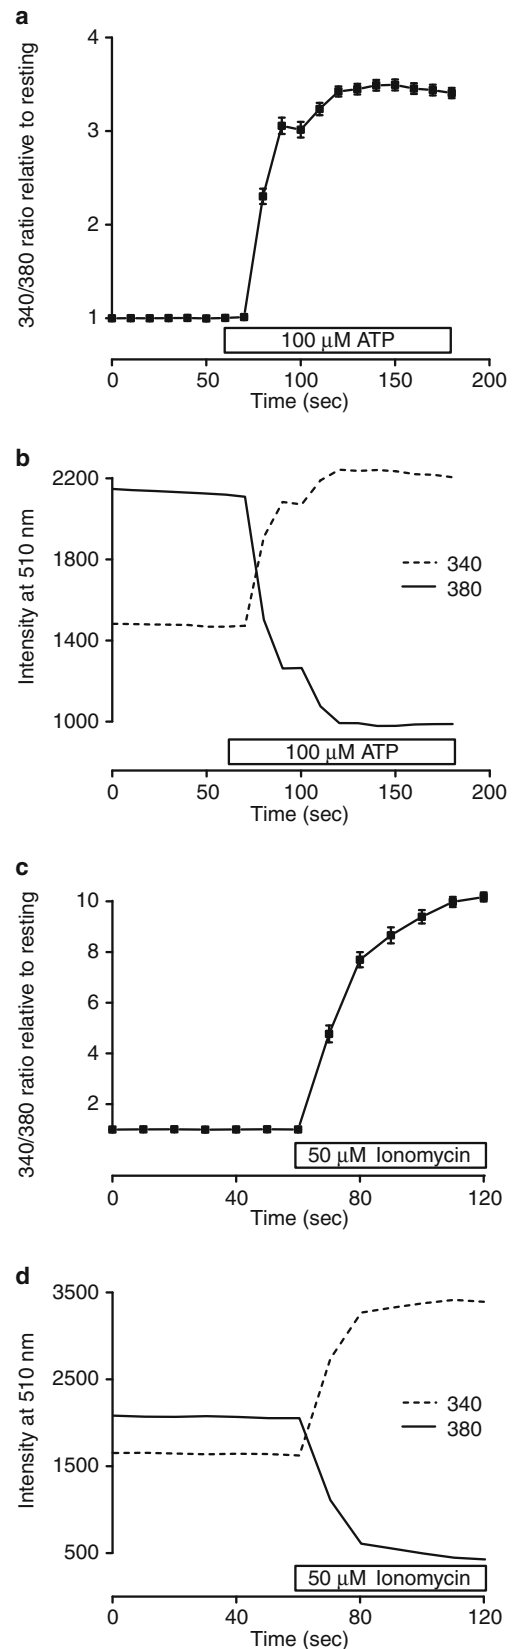 a
340/380 ratio relative to resting
4
3
2
1
100 μM ATP
0 50 100 150 200
Time (sec)
b
Intensity at 510 nm
2200
1800
1400
1000
340
380
100 μM ATP
0 50 100 150 200
Time (sec)
c
340/380 ratio relative to resting
10
8
6
4
2
50 μM Ionomycin
0 40 80 120
Time (sec)
d
Intensity at 510 nm
3500
2500
1500
500
340
380
50 μM Ionomycin
0 40 80 120
Time (sec)